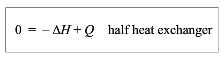 0 = − ΔH + Q half heat exchanger